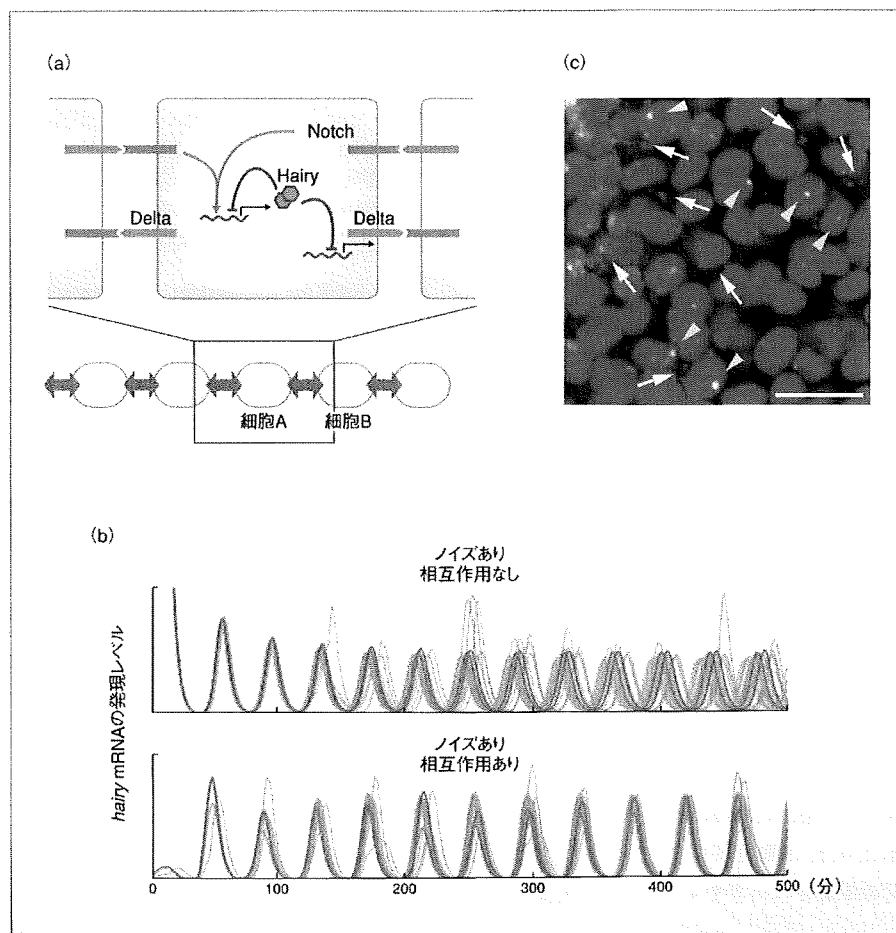 (a)
Notch
Hairy
Delta
Delta
細胞A
細胞B
(c)
(b)
ノイズあり
相互作用なし
hairy mRNAの発現レベル
ノイズあり
相互作用あり
0
100
200
300
400
500
(分)